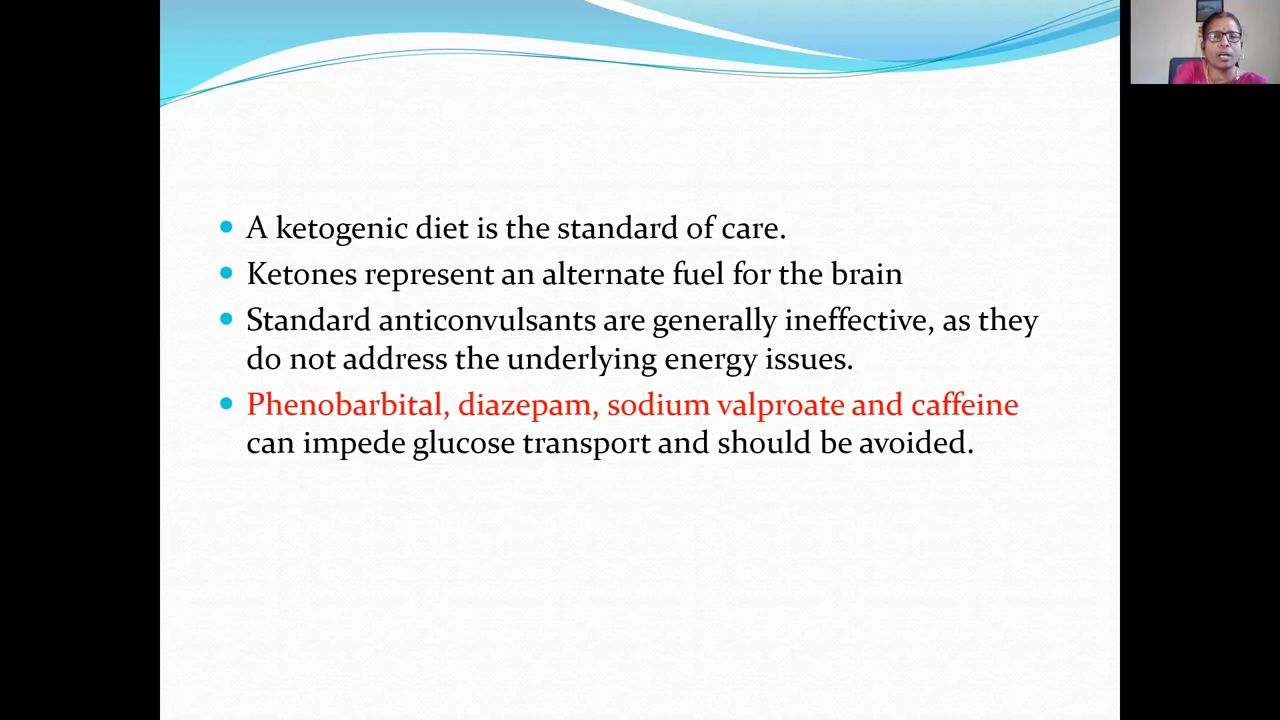 A ketogenic diet is the standard of care.
Ketones represent an alternate fuel for the brain
Standard anticonvulsants are generally ineffective, as they
do not address the underlying energy issues.
Phenobarbital, diazepam, sodium valproate and caffeine
can impede glucose transport and should be avoided.